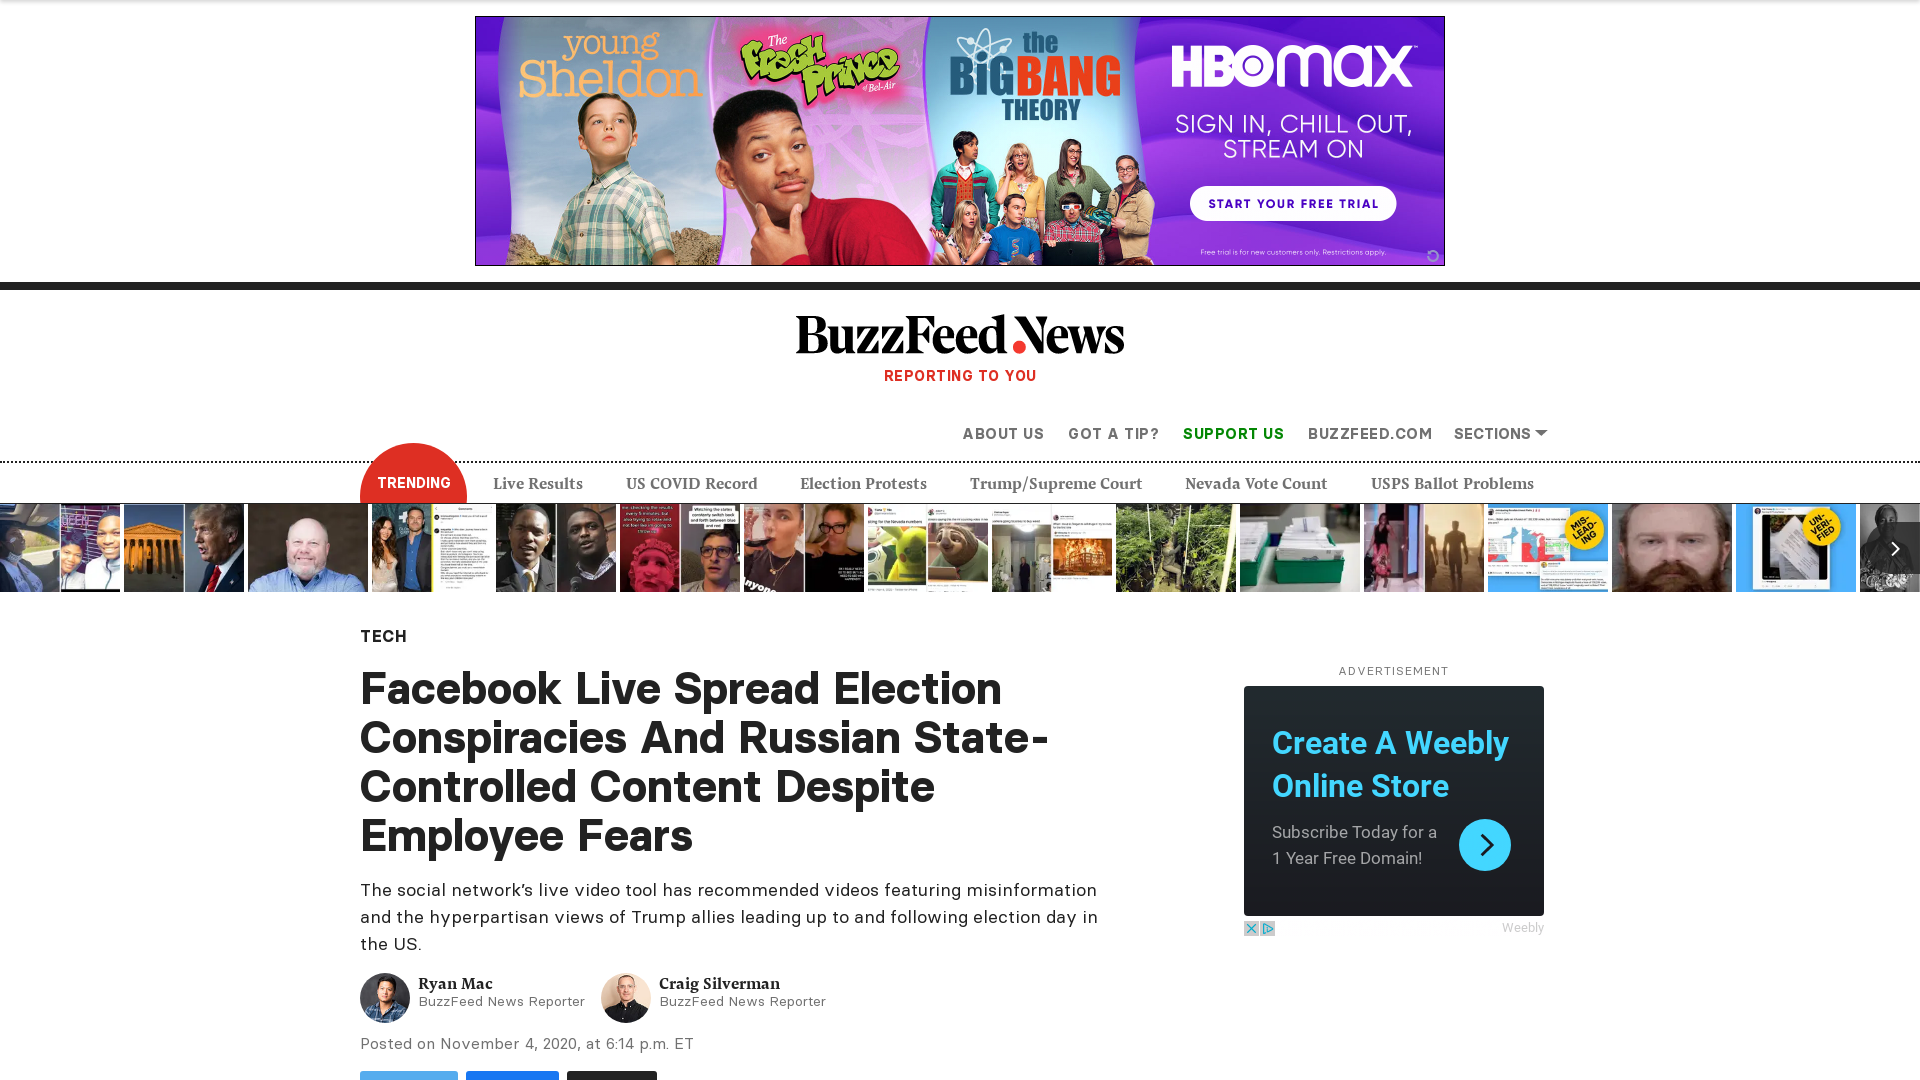 young
Sheldon
The
Fresh Prince
of Bel-Air
the
BIGBANG
THEORY
HBOmax
SIGN IN, CHILL OUT,
STREAM ON
START YOUR FREE TRIAL
Free trial is for new customers only. Restrictions apply.
BuzzFeed News
REPORTING TO YOU
ABOUT US
GOT A TIP?
SUPPORT US
BUZZFEED.COM
SECTIONS
TRENDING
Live Results
US COVID Record
Election Protests
Trump/Supreme Court
Nevada Vote Count
USPS Ballot Problems
MIS-
LEAD-
ING
UN-
VERI-
FIED
TECH
Facebook Live Spread Election
Conspiracies And Russian State-
Controlled Content Despite
Employee Fears
The social network’s live video tool has recommended videos featuring misinformation
and the hyperpartisan views of Trump allies leading up to and following election day in
the US.
Ryan Mac
BuzzFeed News Reporter
Craig Silverman
BuzzFeed News Reporter
Posted on November 4, 2020, at 6:14 p.m. ET
ADVERTISEMENT
Create A Weebly
Online Store
Subscribe Today for a
1 Year Free Domain!
Weebly